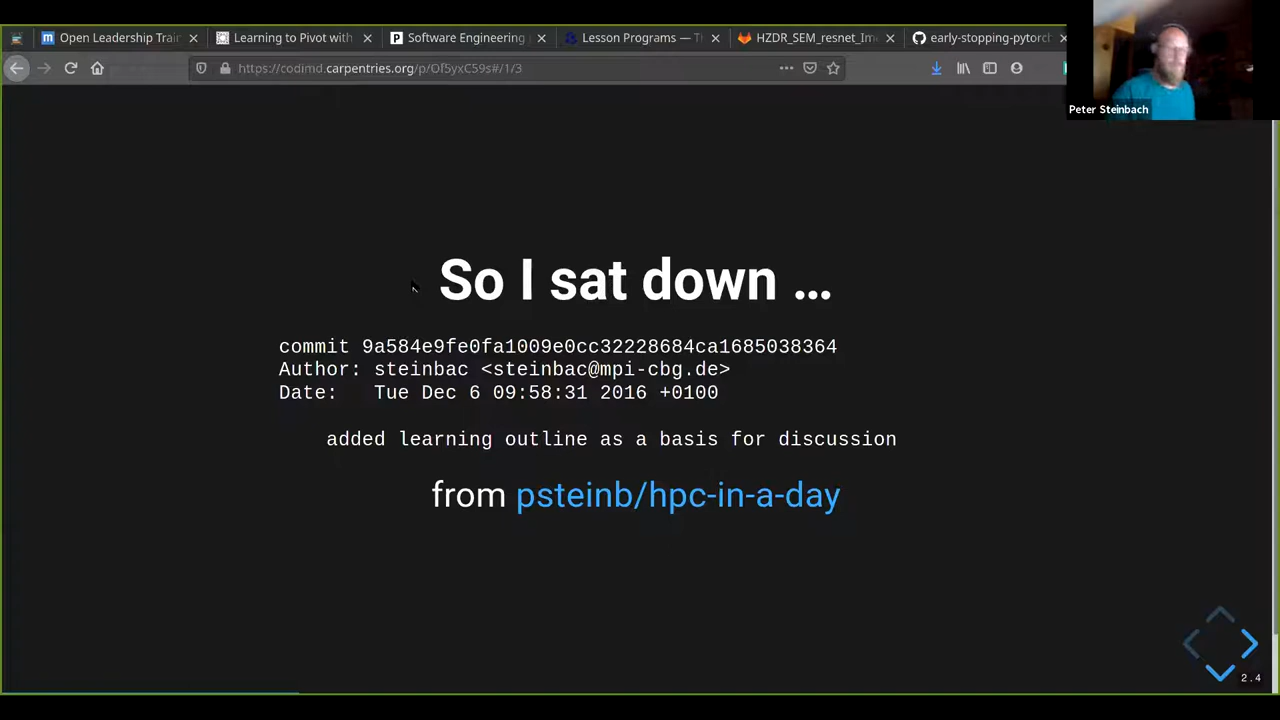 Open Leadership Trai
Learning to Pivot with
Software Engineering
Lesson Programs — T
HZDR_SEM_resnet_Im
early-stopping-pytorch
https://codimd.carpentries.org/p/Of5yxC59s#/1/3
Peter Steinbach
So I sat down ...
commit 9a584e9fe0fa1009e0cc32228684ca1685038364
Author: steinbac <steinbac@mpi-cbg.de>
Date:   Tue Dec 6 09:58:31 2016 +0100
added learning outline as a basis for discussion
from psteinb/hpc-in-a-day
2.4